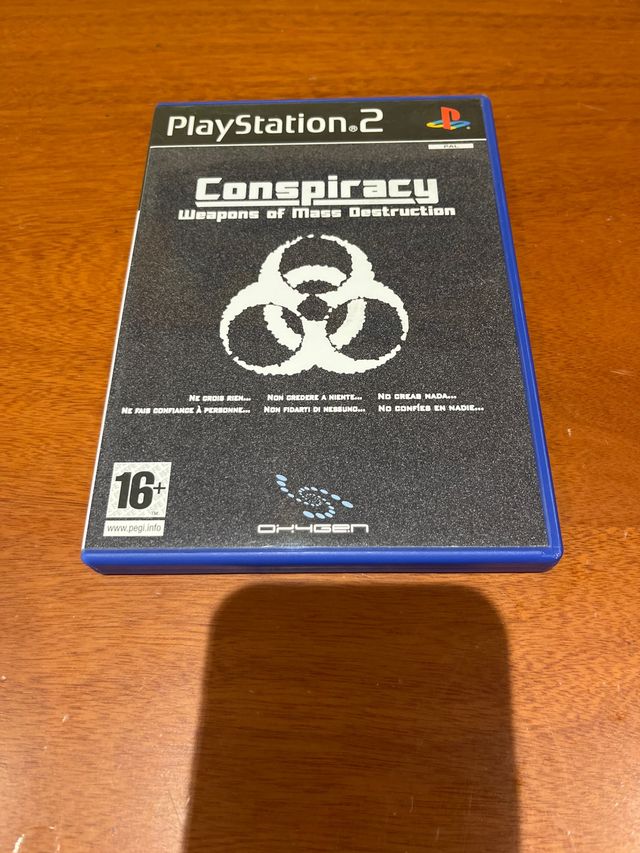 PlayStation®2
PAL
Conspiracy
Weapons of Mass Destruction
Ne crois rien... Non credere a niente... No creas nada...
Ne fais confiance à personne... Non fidarti di nessuno... No confíes en nadie...
16+
TM
www.pegi.info
OXYGEN